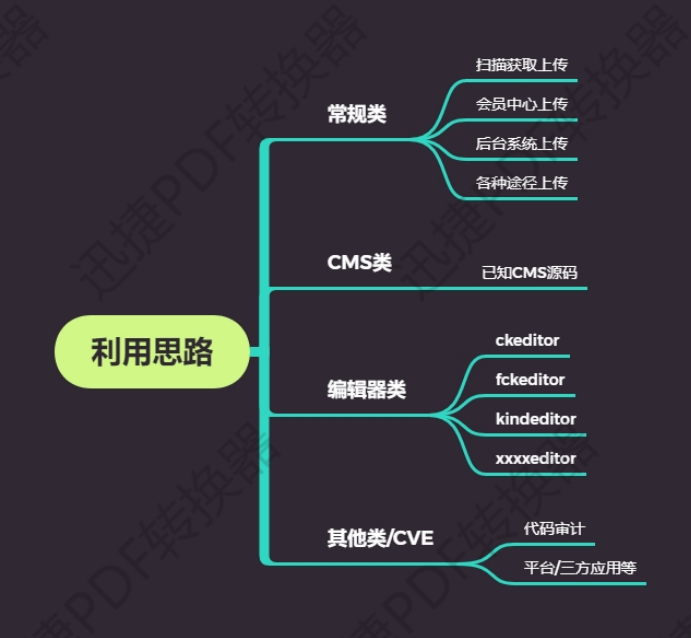 利用思路
常规类
扫描获取上传
会员中心上传
后台系统上传
各种途径上传
CMS类
已知CMS源码
编辑器类
ckeditor
fckeditor
kindeditor
xxxxeditor
其他类/CVE
代码审计
平台/三方应用等
迅捷PDF转换器
迅捷PDF转换器
迅捷PDF转换器
迅捷PDF转换器